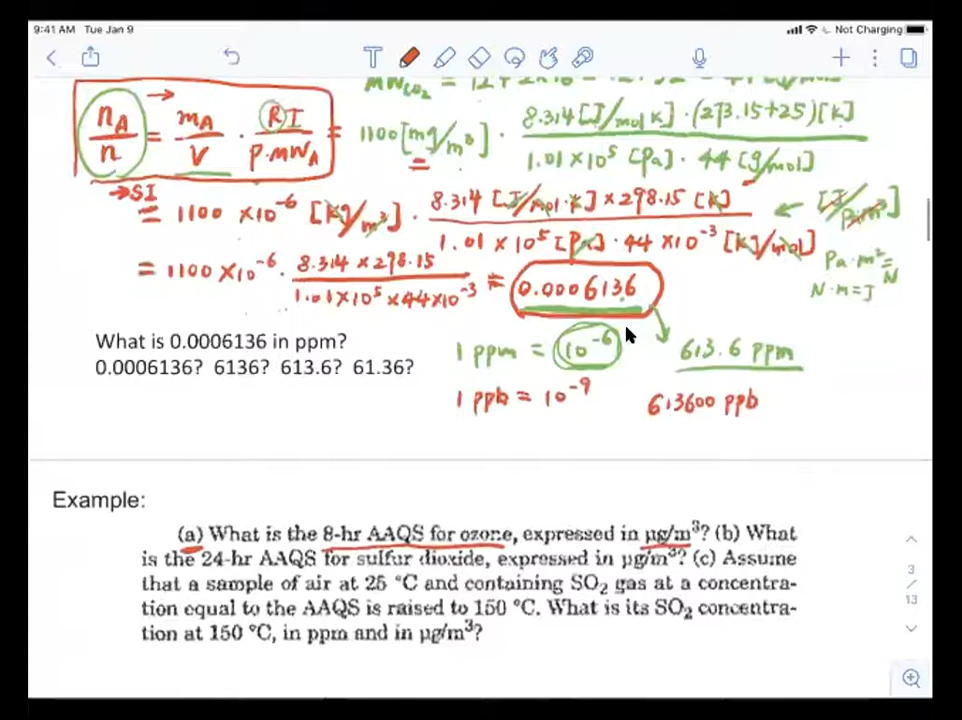 9:41 AM Tue Jan 9
Not Charging
MW_CO₂ = 12 + 2×16
n_A/n = m_A/V · RT/(P·MW_A) = 1100 [mg/m³] · 8.314 [J/mol K] · (273.15+25) [K] / 1.01×10⁵ [Pa] · 44 [g/mol]
→ SI
= 1100 ×10⁻⁶ [kg/m³] · 8.314 [J/mol·K] × 298.15 [K] / 1.01 ×10⁵ [Pa] · 44 ×10⁻³ [kg/mol] ← [J/Pa·m³]
= 1100 ×10⁻⁶ · 8.314 × 298.15 / 1.01×10⁵ ×44×10⁻³ = 0.0006136
Pa·m² = N
N·m = J
What is 0.0006136 in ppm?
0.0006136? 6136? 613.6? 61.36?
1 ppm = 10⁻⁶
613.6 ppm
1 ppb = 10⁻⁹
613600 ppb
Example:
(a) What is the 8-hr AAQS for ozone, expressed in µg/m³? (b) What
is the 24-hr AAQS for sulfur dioxide, expressed in µg/m³? (c) Assume
that a sample of air at 25 °C and containing SO₂ gas at a concentra-
tion equal to the AAQS is raised to 150 °C. What is its SO₂ concentra-
tion at 150 °C, in ppm and in µg/m³?
3
/
13